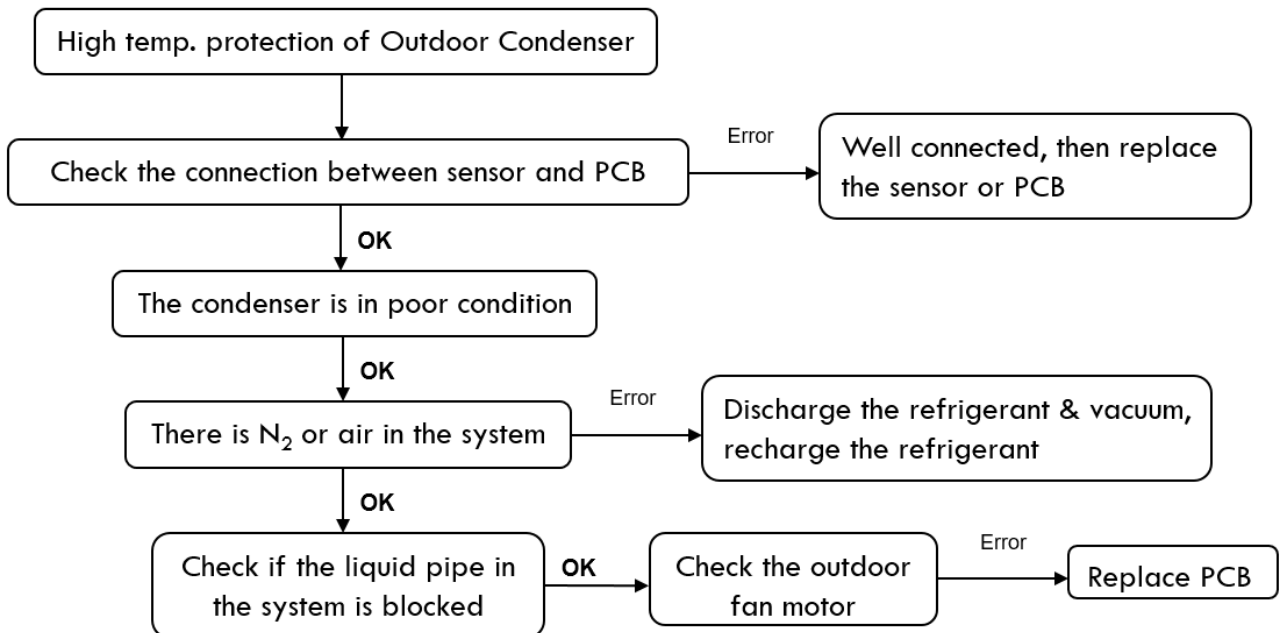 High temp. protection of Outdoor Condenser
Check the connection between sensor and PCB
Error
Well connected, then replace
the sensor or PCB
OK
The condenser is in poor condition
OK
There is N₂ or air in the system
Error
Discharge the refrigerant & vacuum,
recharge the refrigerant
OK
Check if the liquid pipe in
the system is blocked
OK
Check the outdoor
fan motor
Error
Replace PCB